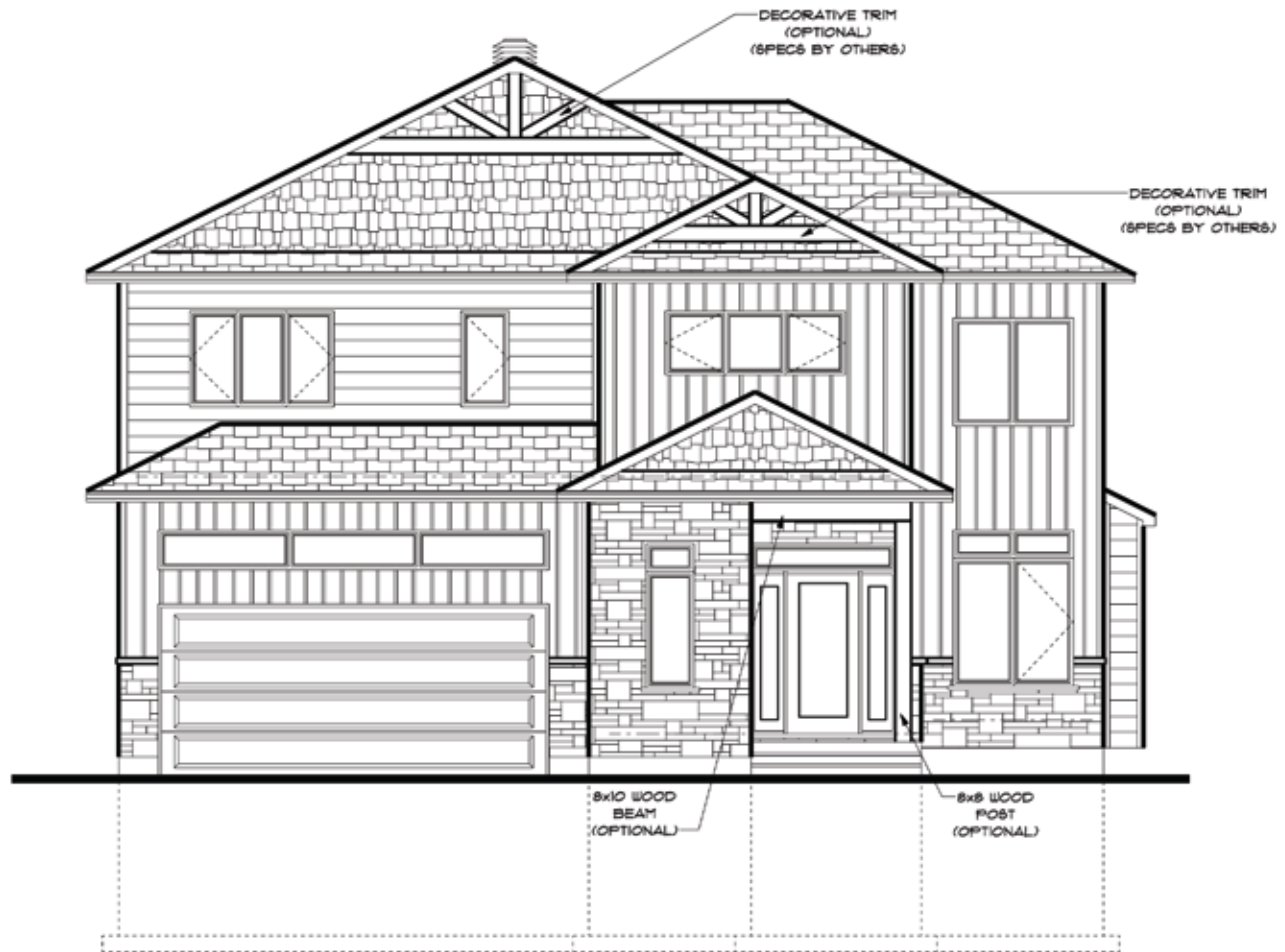 DECORATIVE TRIM
(OPTIONAL)
(SPECS BY OTHERS)
DECORATIVE TRIM
(OPTIONAL)
(SPECS BY OTHERS)
8x10 WOOD
BEAM
(OPTIONAL)
8x8 WOOD
POST
(OPTIONAL)